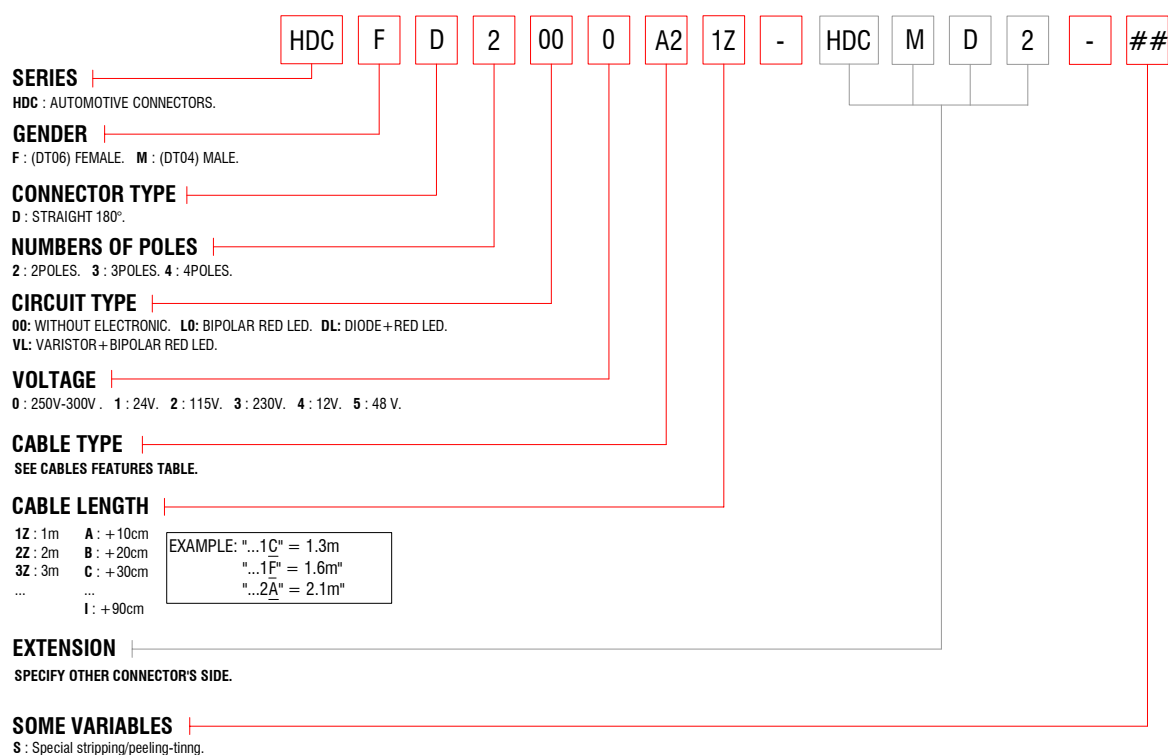 HDC F D 2 00 0 A2 1Z - HDC M D 2 - ##
SERIES
HDC : AUTOMOTIVE CONNECTORS.
GENDER
F : (DT06) FEMALE. M : (DT04) MALE.
CONNECTOR TYPE
D : STRAIGHT 180°.
NUMBERS OF POLES
2 : 2POLES. 3 : 3POLES. 4 : 4POLES.
CIRCUIT TYPE
00: WITHOUT ELECTRONIC. L0: BIPOLAR RED LED. DL: DIODE+RED LED.
VL: VARISTOR+BIPOLAR RED LED.
VOLTAGE
0 : 250V-300V . 1 : 24V. 2 : 115V. 3 : 230V. 4 : 12V. 5 : 48 V.
CABLE TYPE
SEE CABLES FEATURES TABLE.
CABLE LENGTH
1Z : 1m A : +10cm
2Z : 2m B : +20cm
3Z : 3m C : +30cm
... ...
I : +90cm
EXAMPLE: "...1C" = 1.3m
"...1F" = 1.6m"
"...2A" = 2.1m"
EXTENSION
SPECIFY OTHER CONNECTOR'S SIDE.
SOME VARIABLES
S : Special stripping/peeling-tinng.